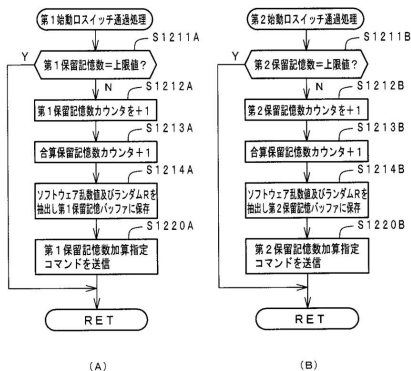 第1始動口スイッチ通過処理
S1211A
第1保留記憶数=上限値?
Y
N
S1212A
第1保留記憶数カウンタを+1
S1213A
合算保留記憶数カウンタ+1
S1214A
ソフトウェア乱数値及びランダムRを
抽出し第1保留記憶バッファに保存
S1220A
第1保留記憶数加算指定
コマンドを送信
RET
(A)
第2始動口スイッチ通過処理
S1211B
第2保留記憶数=上限値?
Y
N
S1212B
第2保留記憶数カウンタを+1
S1213B
合算保留記憶数カウンタ+1
S1214B
ソフトウェア乱数値及びランダムRを
抽出し第2保留記憶バッファに保存
S1220B
第2保留記憶数加算指定
コマンドを送信
RET
(B)